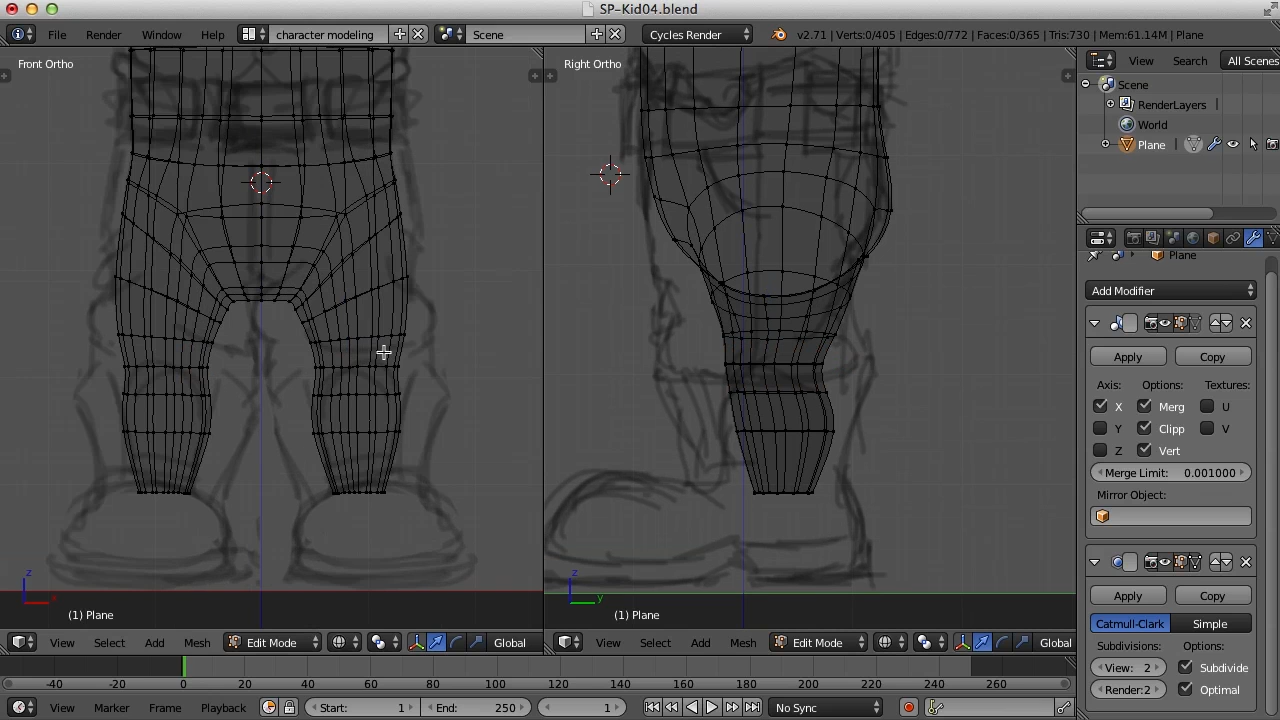 SP-Kid04.blend
File Render Window Help character modeling Scene Cycles Render v2.71 | Verts:0/405 | Edges:0/772 | Faces:0/365 | Tris:730 | Mem:61.14M | Plane
Front Ortho
Right Ortho
View Search All Scenes
Scene
RenderLayers
World
Plane
Plane
Add Modifier
Apply Copy
Axis: Options: Textures:
X Merg U
Y Clipp V
Z Vert
Merge Limit: 0.001000
Mirror Object:
Apply Copy
Catmull-Clark Simple
Subdivisions: Options:
View: 2 Subdivide
Render:2 Optimal
z
x
(1) Plane
z
y
(1) Plane
View Select Add Mesh Edit Mode Global
View Select Add Mesh Edit Mode Global
-40 -20 0 20 40 60 80 100 120 140 160 180 200 220 240 260
View Marker Frame Playback Start: 1 End: 250 1 No Sync